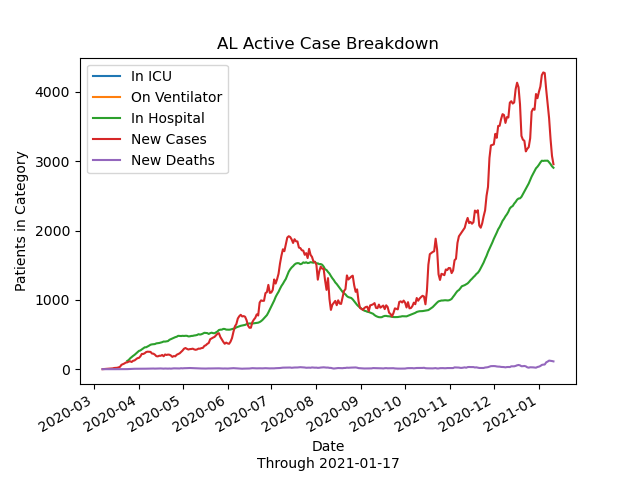 AL Active Case Breakdown
In ICU
On Ventilator
In Hospital
New Cases
New Deaths
Patients in Category
4000
3000
2000
1000
0
2020-03
2020-04
2020-05
2020-06
2020-07
2020-08
2020-09
2020-10
2020-11
2020-12
2021-01
Date
Through 2021-01-17